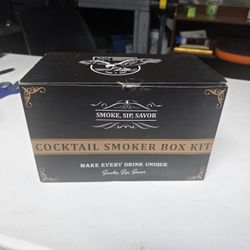 SMOKE, SIP, SAVOR
COCKTAIL SMOKER BOX KIT
MAKE EVERY DRINK UNIQUE
Smoke, Sip, Savor